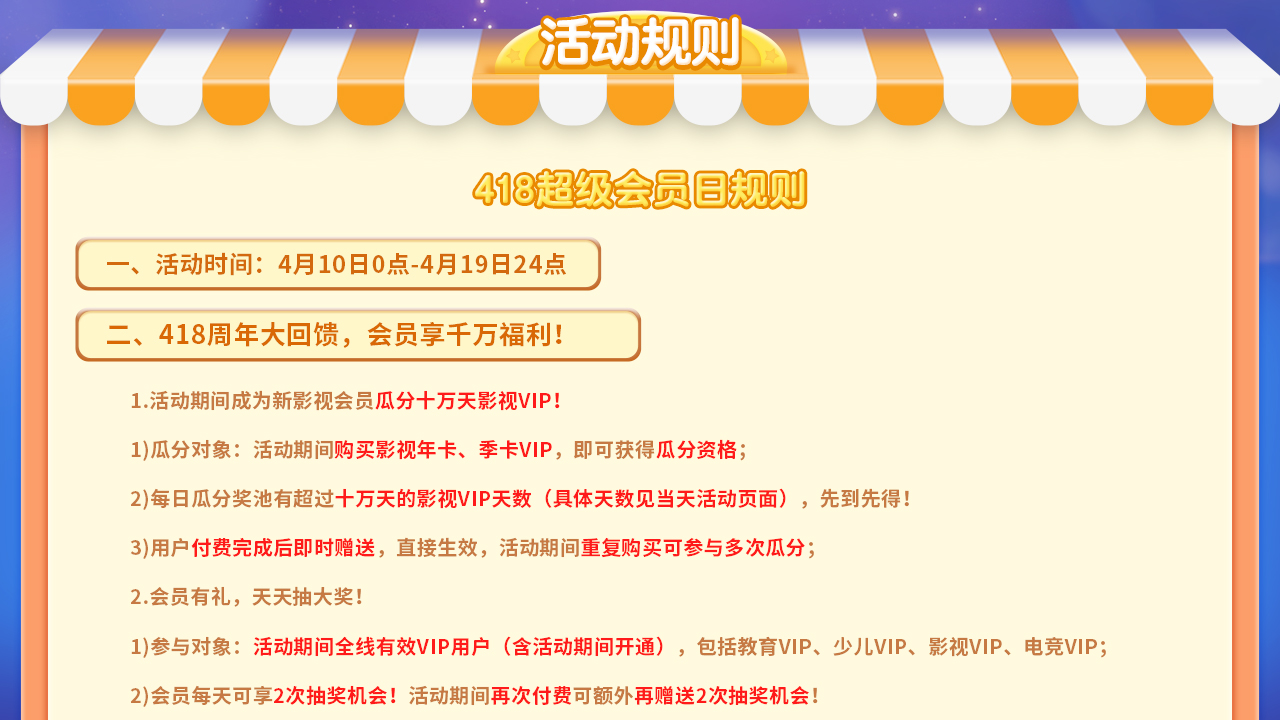 活动规则
418超级会员日规则
一、活动时间：4月10日0点-4月19日24点
二、418周年大回馈，会员享千万福利！
1.活动期间成为新影视会员瓜分十万天影视VIP！
1)瓜分对象：活动期间购买影视年卡、季卡VIP，即可获得瓜分资格；
2)每日瓜分奖池有超过十万天的影视VIP天数（具体天数见当天活动页面），先到先得！
3)用户付费完成后即时赠送，直接生效，活动期间重复购买可参与多次瓜分；
2.会员有礼，天天抽大奖！
1)参与对象：活动期间全线有效VIP用户（含活动期间开通），包括教育VIP、少儿VIP、影视VIP、电竞VIP；
2)会员每天可享2次抽奖机会！活动期间再次付费可额外再赠送2次抽奖机会！